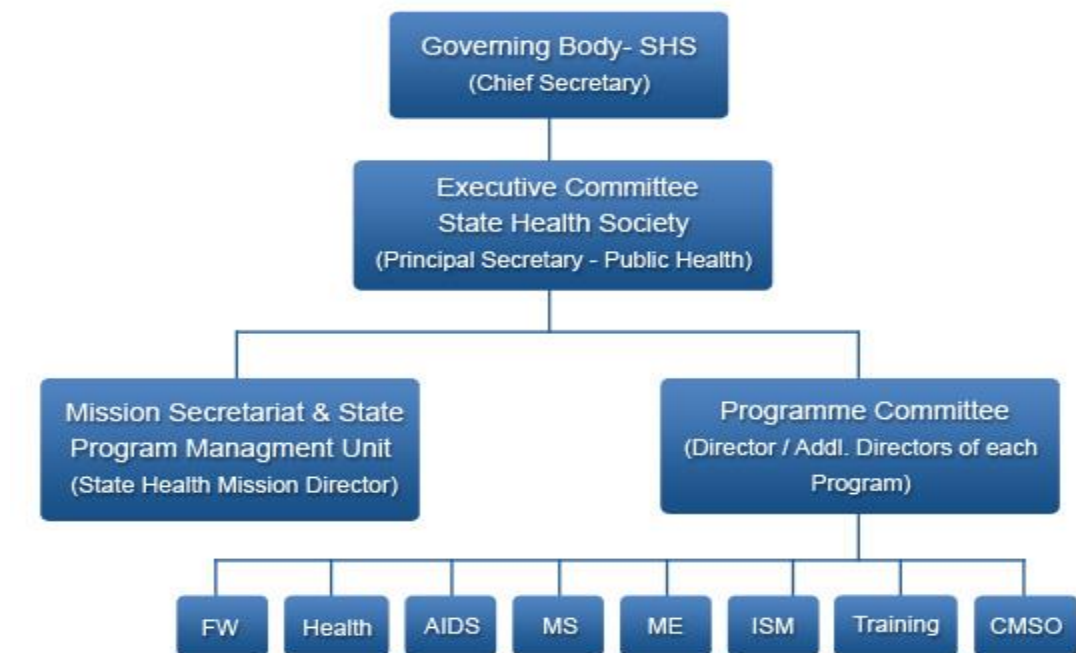 Governing Body- SHS
(Chief Secretary)
Executive Committee
State Health Society
(Principal Secretary - Public Health)
Mission Secretariat & State
Program Managment Unit
(State Health Mission Director)
Programme Committee
(Director / Addl. Directors of each
Program)
FW
Health
AIDS
MS
ME
ISM
Training
CMSO